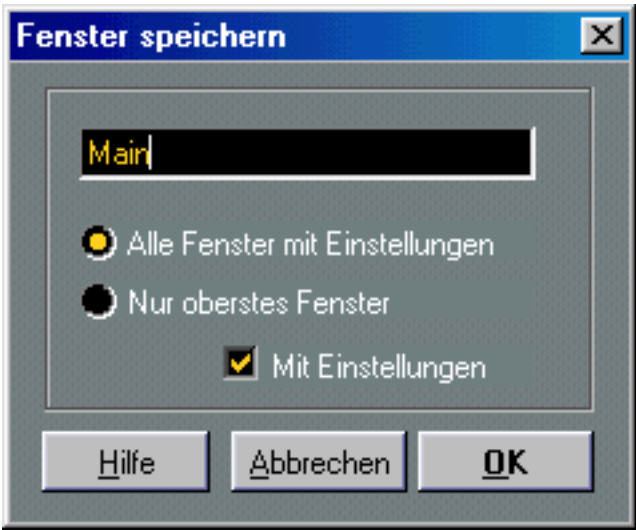 Fenster speichern
Main
Alle Fenster mit Einstellungen
Nur oberstes Fenster
Mit Einstellungen
Hilfe Abbrechen OK